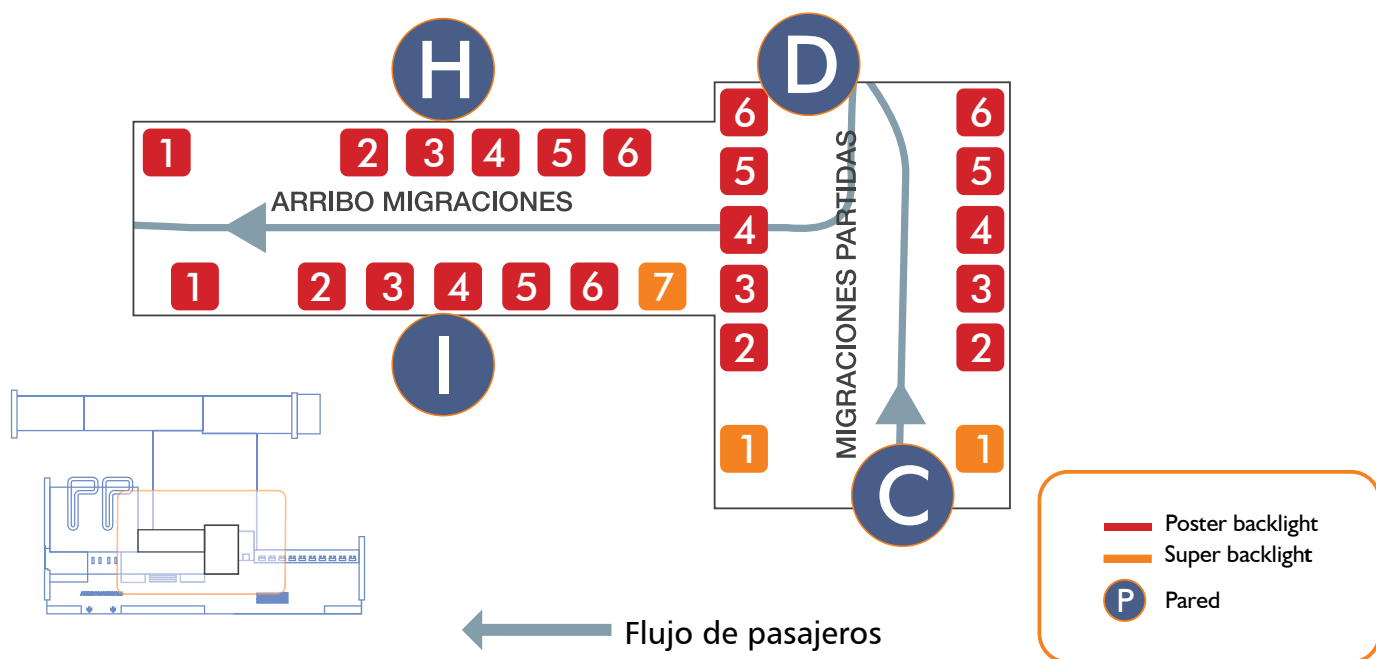 H
D
1 2 3 4 5 6
ARRIBO MIGRACIONES
1 2 3 4 5 6 7
I
6
5
4
3
2
1
MIGRACIONES PARTIDAS
6
5
4
3
2
1
C
Poster backlight
Super backlight
P Pared
Flujo de pasajeros